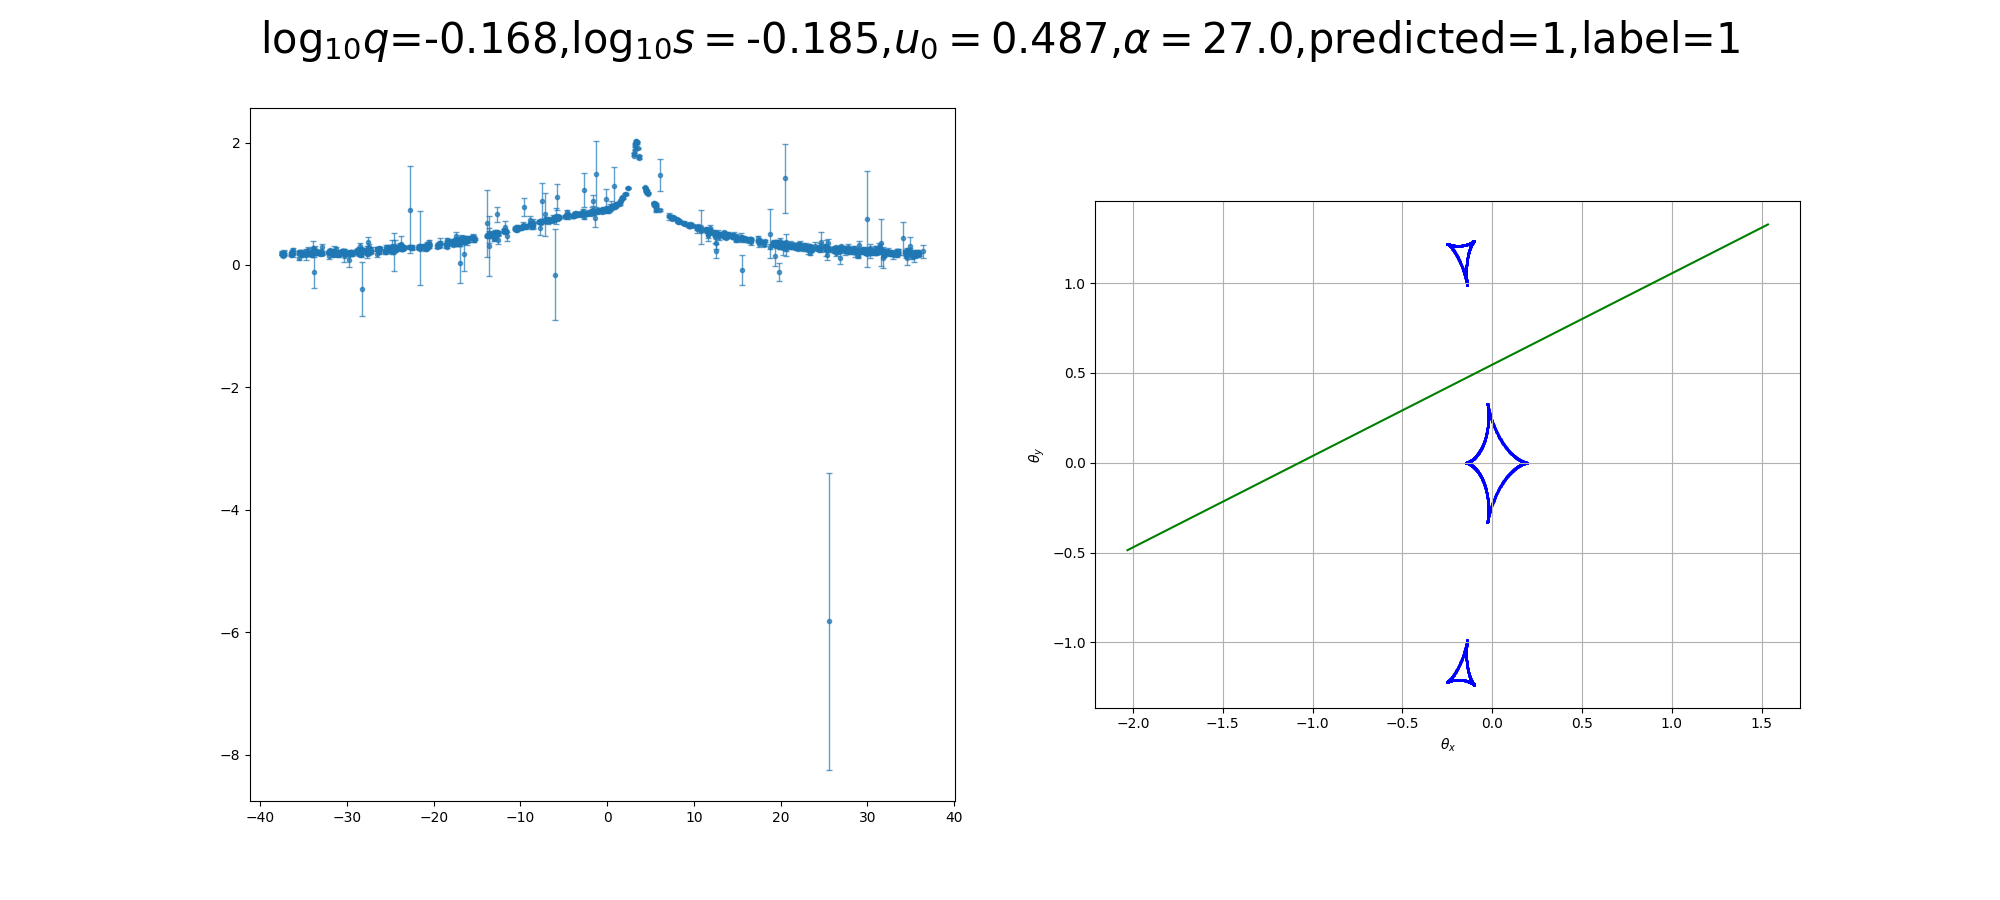 log₁₀q=-0.168,log₁₀s = -0.185,u₀ = 0.487,α = 27.0,predicted=1,label=1
2
0
−2
−4
−6
−8
−40 −30 −20 −10 0 10 20 30 40
1.0
0.5
0.0
−0.5
−1.0
θy
−2.0 −1.5 −1.0 −0.5 0.0 0.5 1.0 1.5
θx